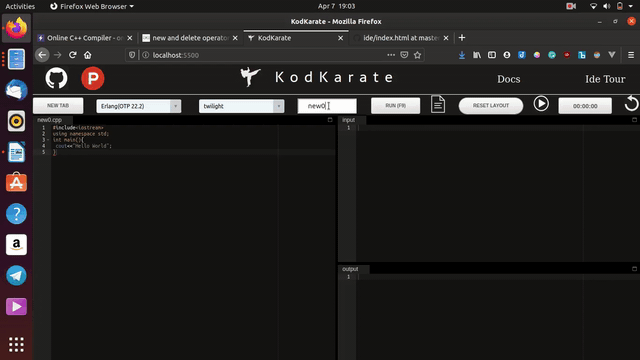 Activities
Firefox Web Browser
Apr 7 19:03
KodKarate - Mozilla Firefox
Online C++ Compiler - on
new and delete operator
KodKarate
ide/index.html at master
localhost:5500
KodKarate
Docs
Ide Tour
NEW TAB
Erlang(OTP 22.2)
twilight
new0
RUN (F9)
RESET LAYOUT
00:00:00
new0.cpp
1 #include<iostream>
2 using namespace std;
3 int main(){
4 cout<<"Hello World";
5 }
input
1
output
1